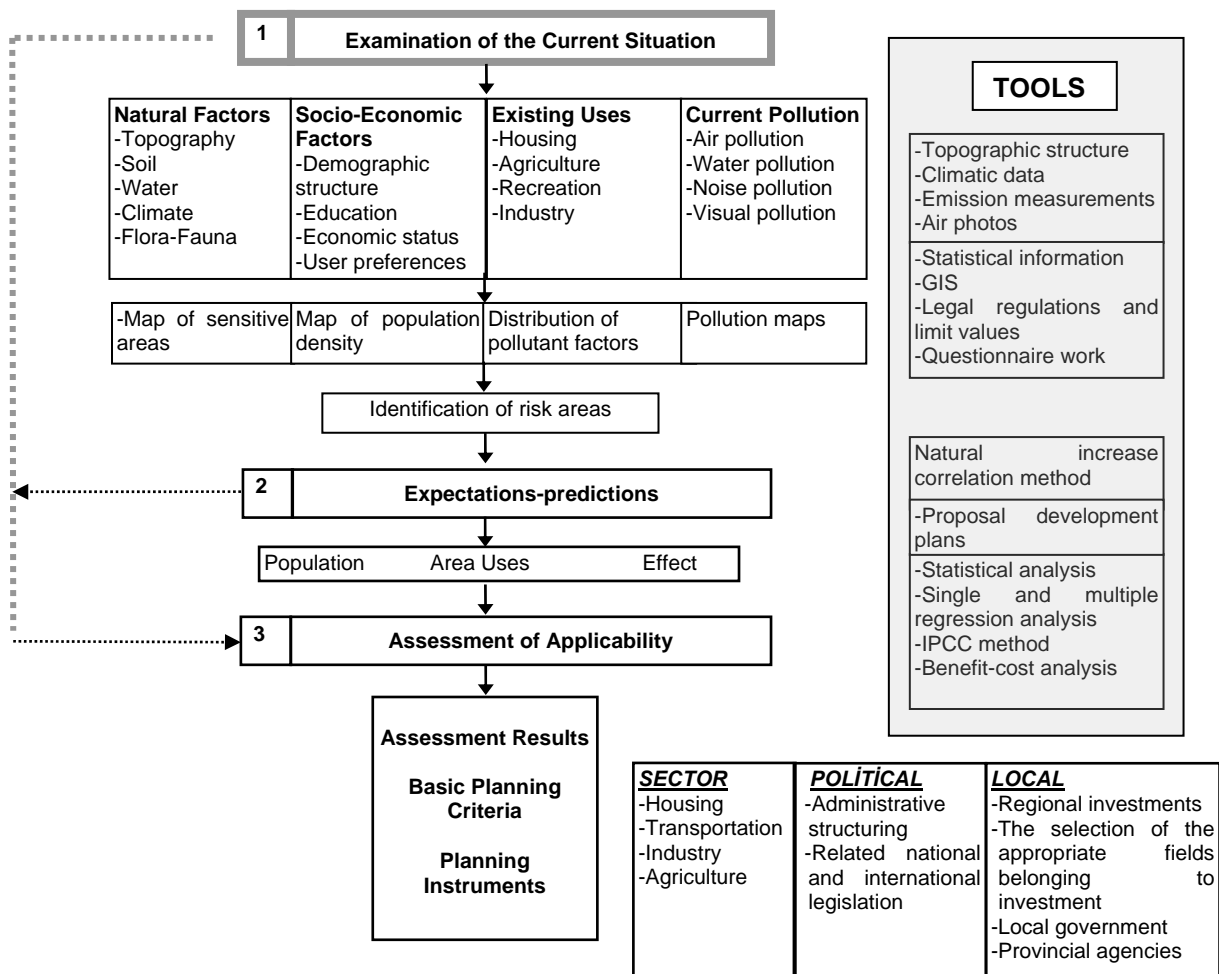 1 Examination of the Current Situation
Natural Factors
-Topography
-Soil
-Water
-Climate
-Flora-Fauna
Socio-Economic
Factors
-Demographic
structure
-Education
-Economic status
-User preferences
Existing Uses
-Housing
-Agriculture
-Recreation
-Industry
Current Pollution
-Air pollution
-Water pollution
-Noise pollution
-Visual pollution
-Map of sensitive
areas
Map of population
density
Distribution of
pollutant factors
Pollution maps
Identification of risk areas
2 Expectations-predictions
Population Area Uses Effect
3 Assessment of Applicability
Assessment Results
Basic Planning
Criteria
Planning
Instruments
TOOLS
-Topographic structure
-Climatic data
-Emission measurements
-Air photos
-Statistical information
-GIS
-Legal regulations and
limit values
-Questionnaire work
Natural increase
correlation method
-Proposal development
plans
-Statistical analysis
-Single and multiple
regression analysis
-IPCC method
-Benefit-cost analysis
SECTOR
-Housing
-Transportation
-Industry
-Agriculture
POLİTİCAL
-Administrative
structuring
-Related national
and international
legislation
LOCAL
-Regional investments
-The selection of the
appropriate fields
belonging to
investment
-Local government
-Provincial agencies